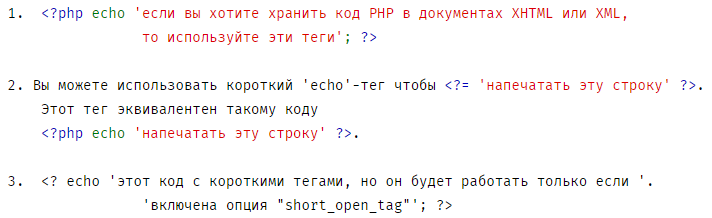 1.  <?php echo 'если вы хотите хранить код PHP в документах XHTML или XML,
                то используйте эти теги'; ?>
2. Вы можете использовать короткий 'echo'-тег чтобы <?= 'напечатать эту строку' ?>.
    Этот тег эквивалентен такому коду
    <?php echo 'напечатать эту строку' ?>.
3.  <? echo 'этот код с короткими тегами, но он будет работать только если '.
                'включена опция "short_open_tag"'; ?>